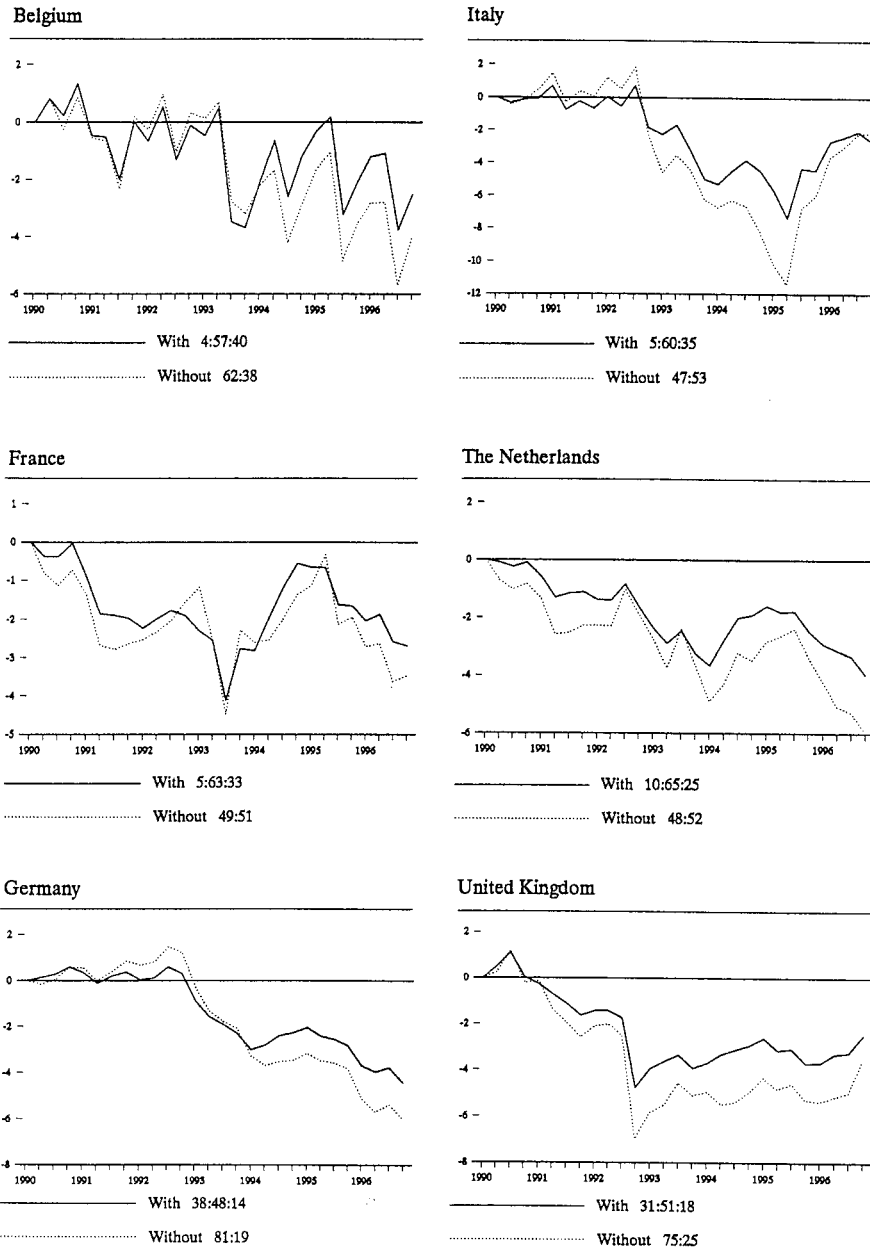 Belgium
2
0
-2
-4
-6
1990 1991 1992 1993 1994 1995 1996
With 4:57:40
Without 62:38
Italy
2
0
-2
-4
-6
-8
-10
-12
1990 1991 1992 1993 1994 1995 1996
With 5:60:35
Without 47:53
France
1
0
-1
-2
-3
-4
-5
1990 1991 1992 1993 1994 1995 1996
With 5:63:33
Without 49:51
The Netherlands
2
0
-2
-4
-6
1990 1991 1992 1993 1994 1995 1996
With 10:65:25
Without 48:52
Germany
2
0
-2
-4
-6
-8
1990 1991 1992 1993 1994 1995 1996
With 38:48:14
Without 81:19
United Kingdom
2
0
-2
-4
-6
-8
1990 1991 1992 1993 1994 1995 1996
With 31:51:18
Without 75:25